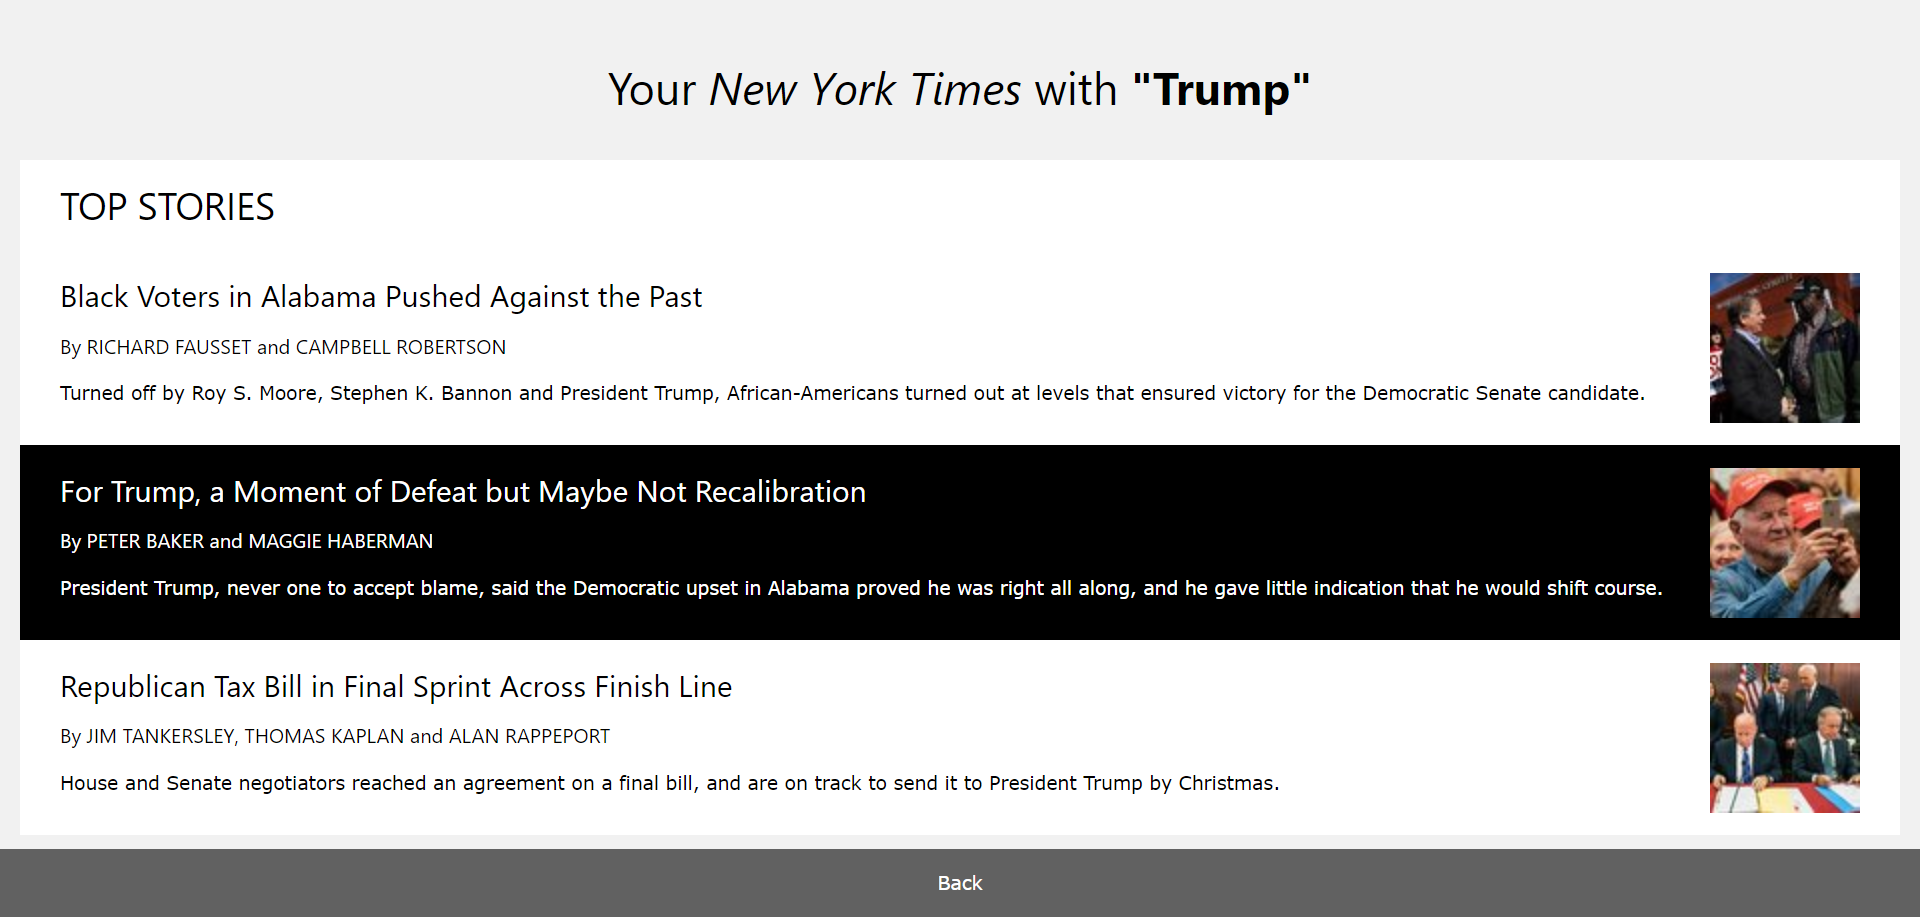 Your New York Times with "Trump"
TOP STORIES
Black Voters in Alabama Pushed Against the Past
By RICHARD FAUSSET and CAMPBELL ROBERTSON
Turned off by Roy S. Moore, Stephen K. Bannon and President Trump, African-Americans turned out at levels that ensured victory for the Democratic Senate candidate.
For Trump, a Moment of Defeat but Maybe Not Recalibration
By PETER BAKER and MAGGIE HABERMAN
President Trump, never one to accept blame, said the Democratic upset in Alabama proved he was right all along, and he gave little indication that he would shift course.
Republican Tax Bill in Final Sprint Across Finish Line
By JIM TANKERSLEY, THOMAS KAPLAN and ALAN RAPPEPORT
House and Senate negotiators reached an agreement on a final bill, and are on track to send it to President Trump by Christmas.
Back